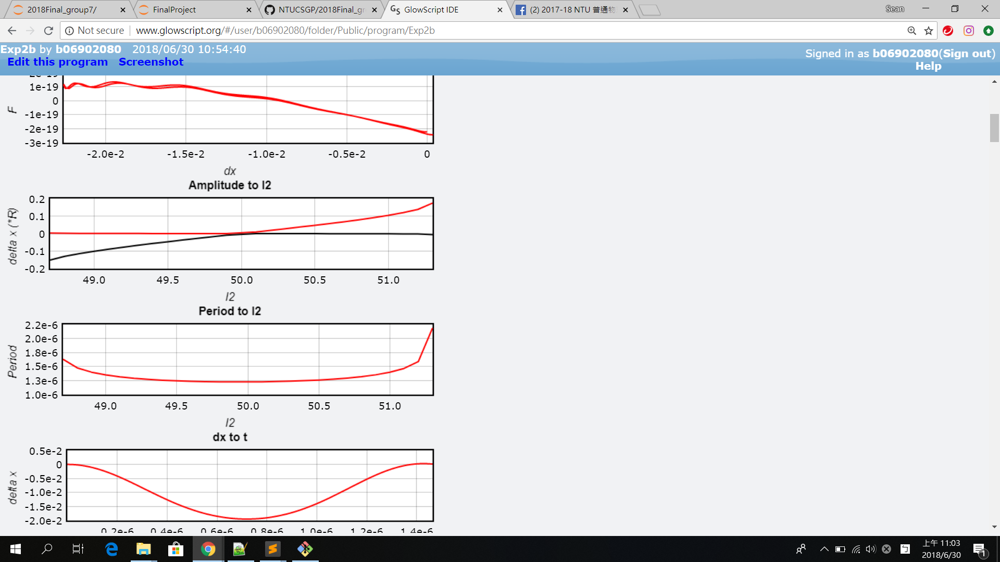 2018Final_group7/
FinalProject
NTUCSGP/2018Final_gr
GlowScript IDE
(2) 2017-18 NTU 普通物
Sean
Not secure
www.glowscript.org/#/user/b06902080/folder/Public/program/Exp2b
Exp2b by b06902080 2018/06/30 10:54:40
Signed in as b06902080(Sign out)
Edit this program Screenshot
Help
1e-19
0
-1e-19
-2e-19
-3e-19
F
-2.0e-2 -1.5e-2 -1.0e-2 -0.5e-2 0
dx
Amplitude to I2
0.2
0.1
0
-0.1
-0.2
delta x (*R)
49.0 49.5 50.0 50.5 51.0
I2
Period to I2
2.2e-6
2.0e-6
1.8e-6
1.5e-6
1.3e-6
1.0e-6
Period
49.0 49.5 50.0 50.5 51.0
I2
dx to t
0.5e-2
0
-0.5e-2
-1.0e-2
-1.5e-2
-2.0e-2
delta x
0.2e-6 0.4e-6 0.6e-6 0.8e-6 1.0e-6 1.2e-6 1.4e-6
上午 11:03
2018/6/30
1